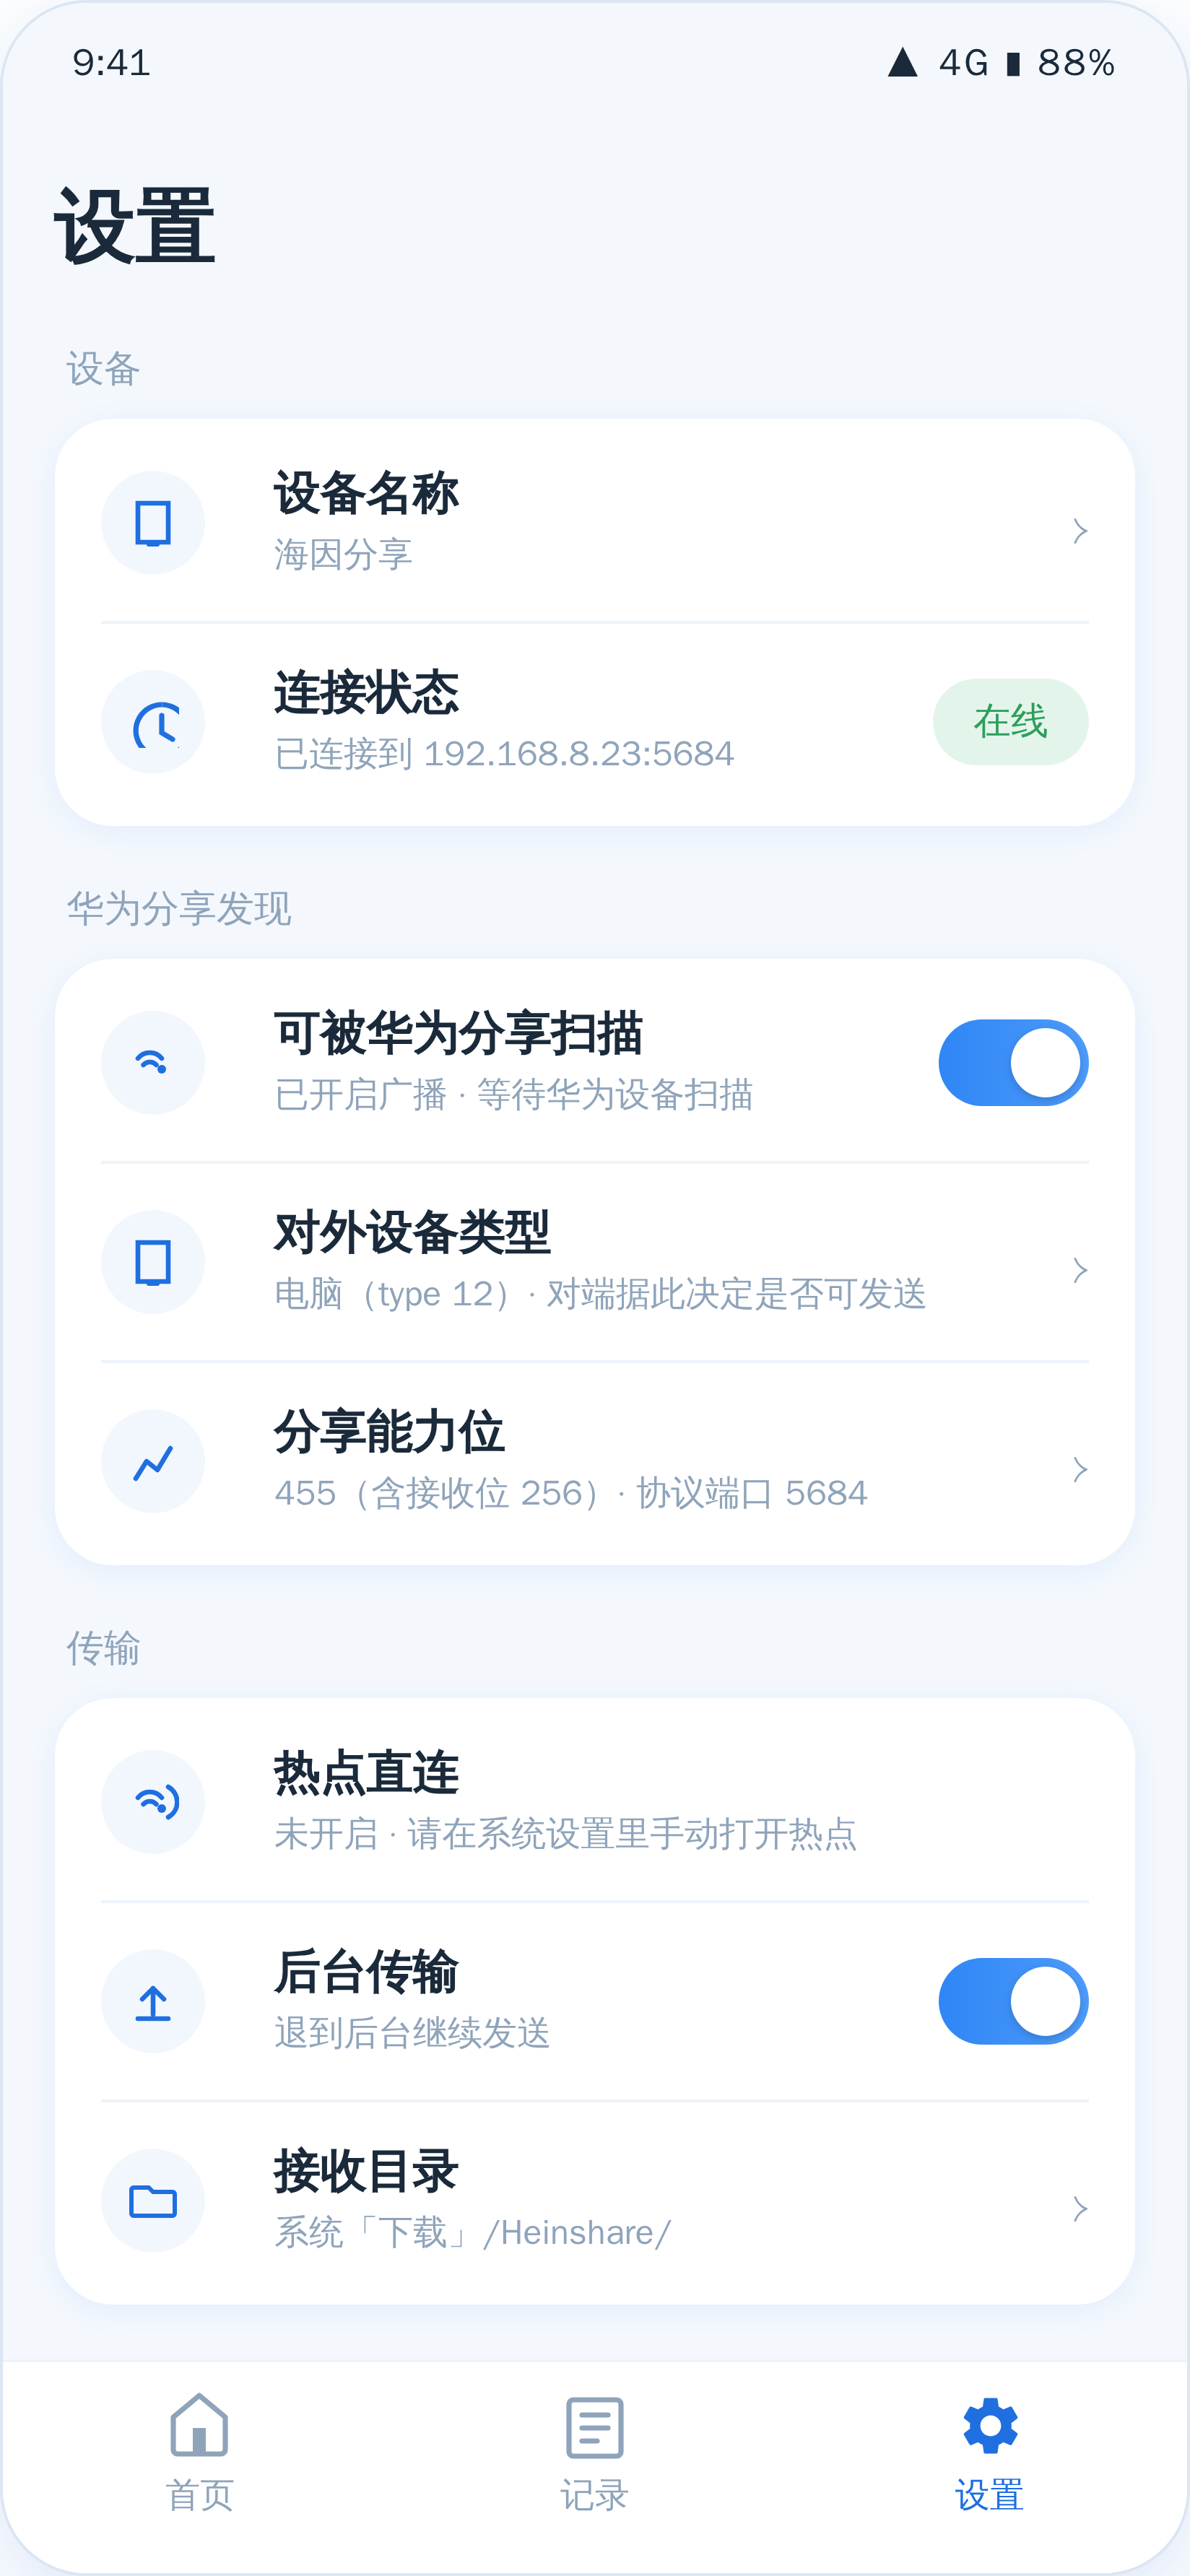 9:41
4G 88%
设置
设备
设备名称
海因分享
连接状态
已连接到 192.168.8.23:5684
在线
华为分享发现
可被华为分享扫描
已开启广播 · 等待华为设备扫描
对外设备类型
电脑（type 12）· 对端据此决定是否可发送
分享能力位
455（含接收位 256）· 协议端口 5684
传输
热点直连
未开启 · 请在系统设置里手动打开热点
后台传输
退到后台继续发送
接收目录
系统「下载」/Heinshare/
首页
记录
设置